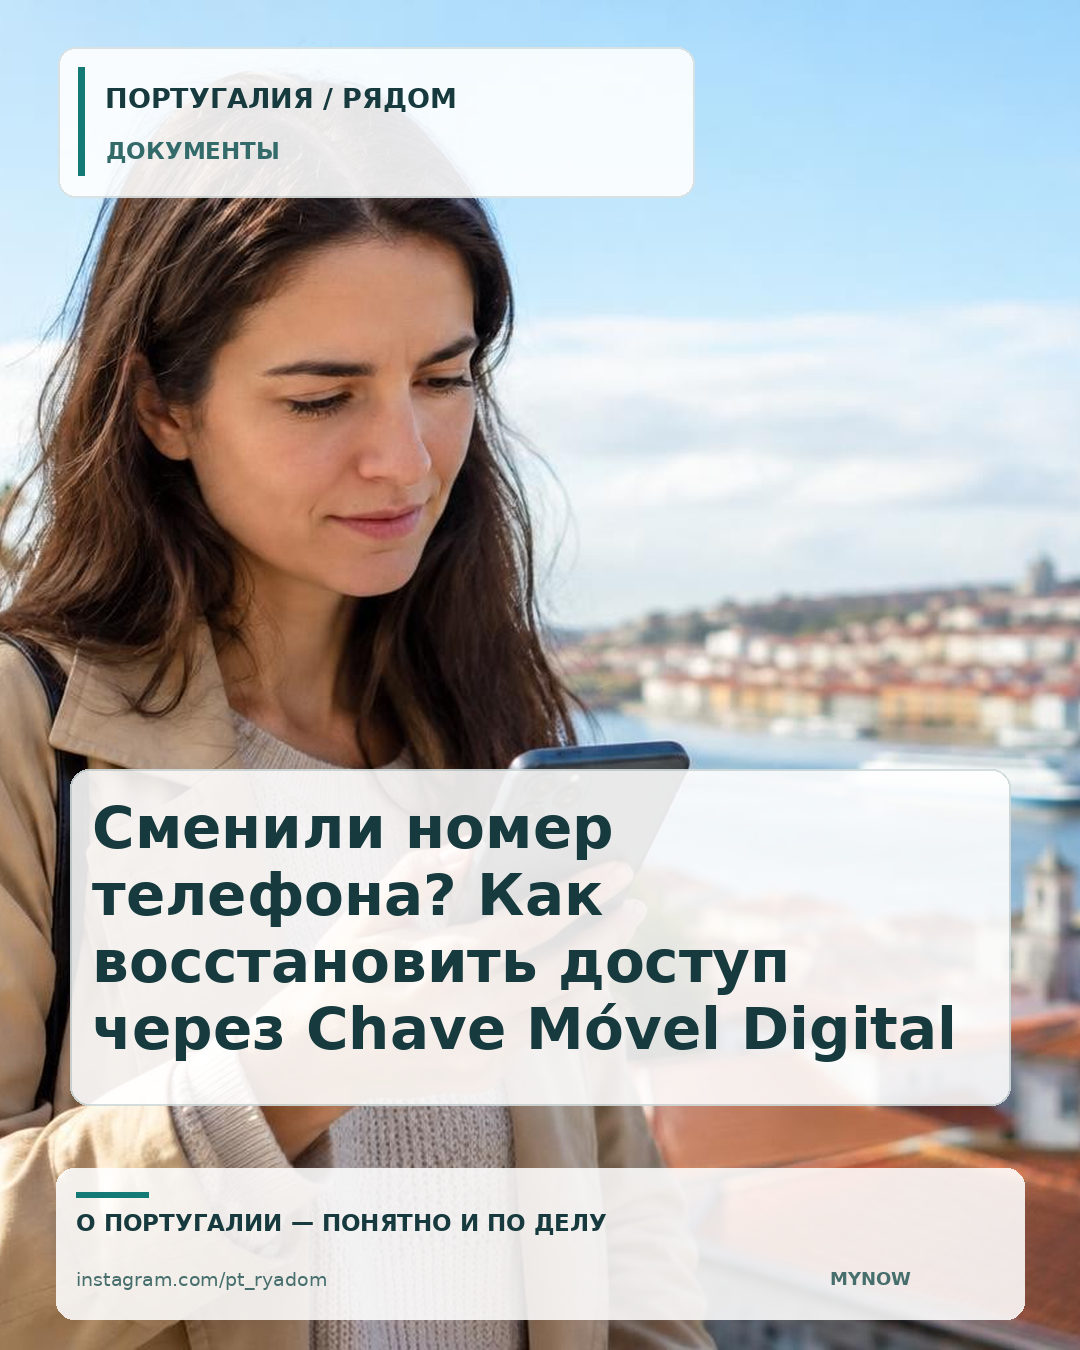 ПОРТУГАЛИЯ / РЯДОМ
ДОКУМЕНТЫ
Сменили номер
телефона? Как
восстановить доступ
через Chave Móvel Digital
О ПОРТУГАЛИИ — ПОНЯТНО И ПО ДЕЛУ
instagram.com/pt_ryadom
MYNOW